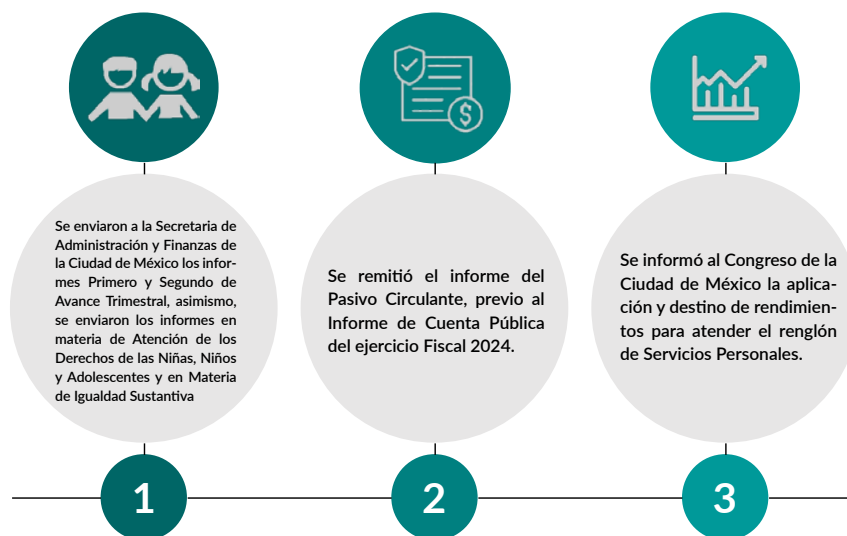 Se enviaron a la Secretaria de
Administración y Finanzas de
la Ciudad de México los infor-
mes Primero y Segundo de
Avance Trimestral, asimismo,
se enviaron los informes en
materia de Atención de los
Derechos de las Niñas, Niños
y Adolescentes y en Materia
de Igualdad Sustantiva
1
$
Se remitió el informe del
Pasivo Circulante, previo al
Informe de Cuenta Pública
del ejercicio Fiscal 2024.
2
Se informó al Congreso de la
Ciudad de México la aplica-
ción y destino de rendimien-
tos para atender el renglón
de Servicios Personales.
3